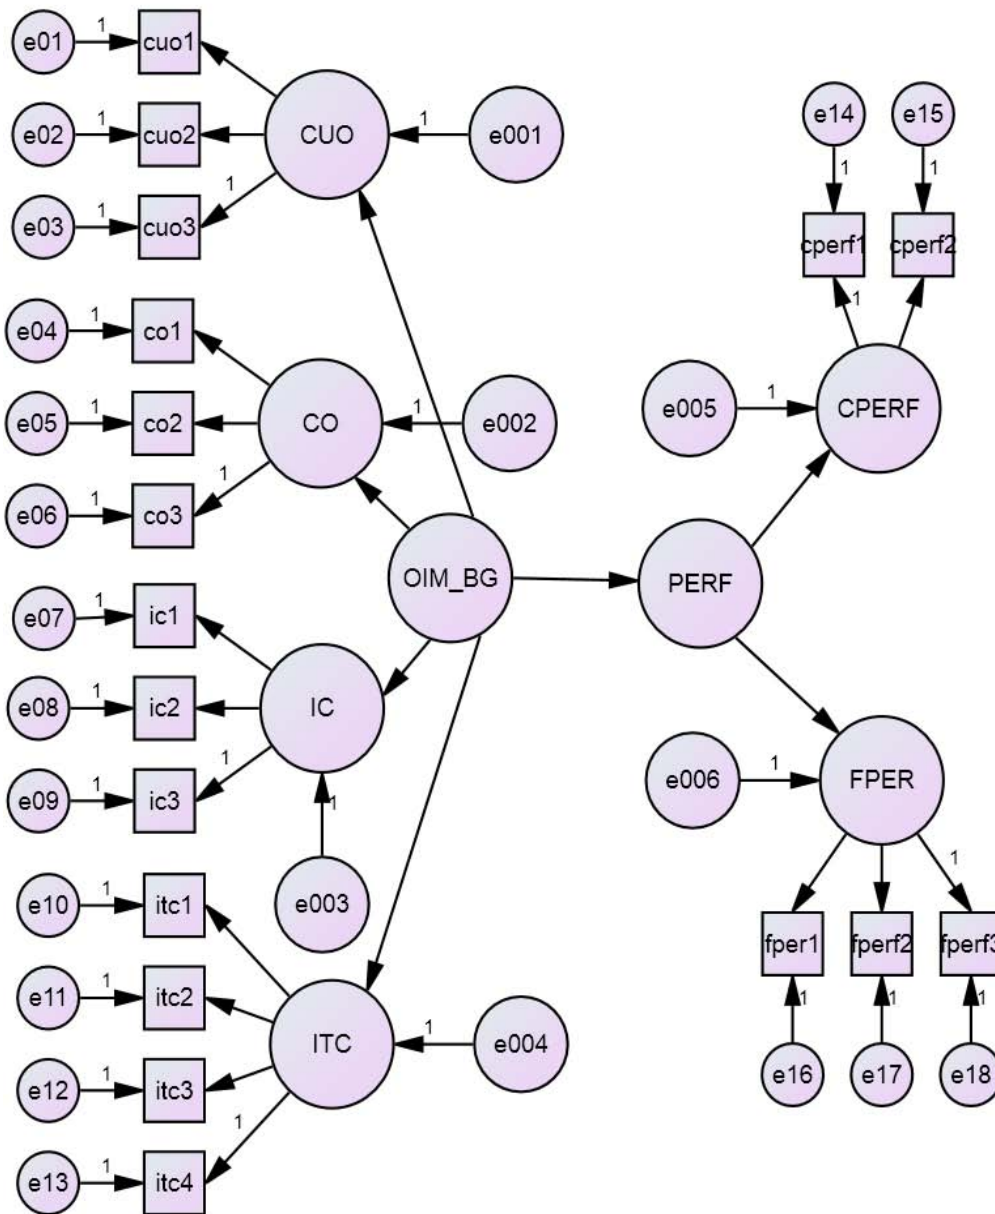 e01 1 cuo1
e02 1 cuo2
e03 1 cuo3
CUO 1 e001
1
e04 1 co1
e05 1 co2
e06 1 co3
CO 1 e002
1
e07 1 ic1
e08 1 ic2
e09 1 ic3
IC
1
1
e003
e10 1 itc1
e11 1 itc2
e12 1 itc3
e13 1 itc4
ITC 1 e004
1
OIM_BG
PERF
e14 e15
1 1
cperf1 cperf2
1
e005 1 CPERF
e006 1 FPER
1
fper1 fperf2 fperf3
1 1 1
e16 e17 e18